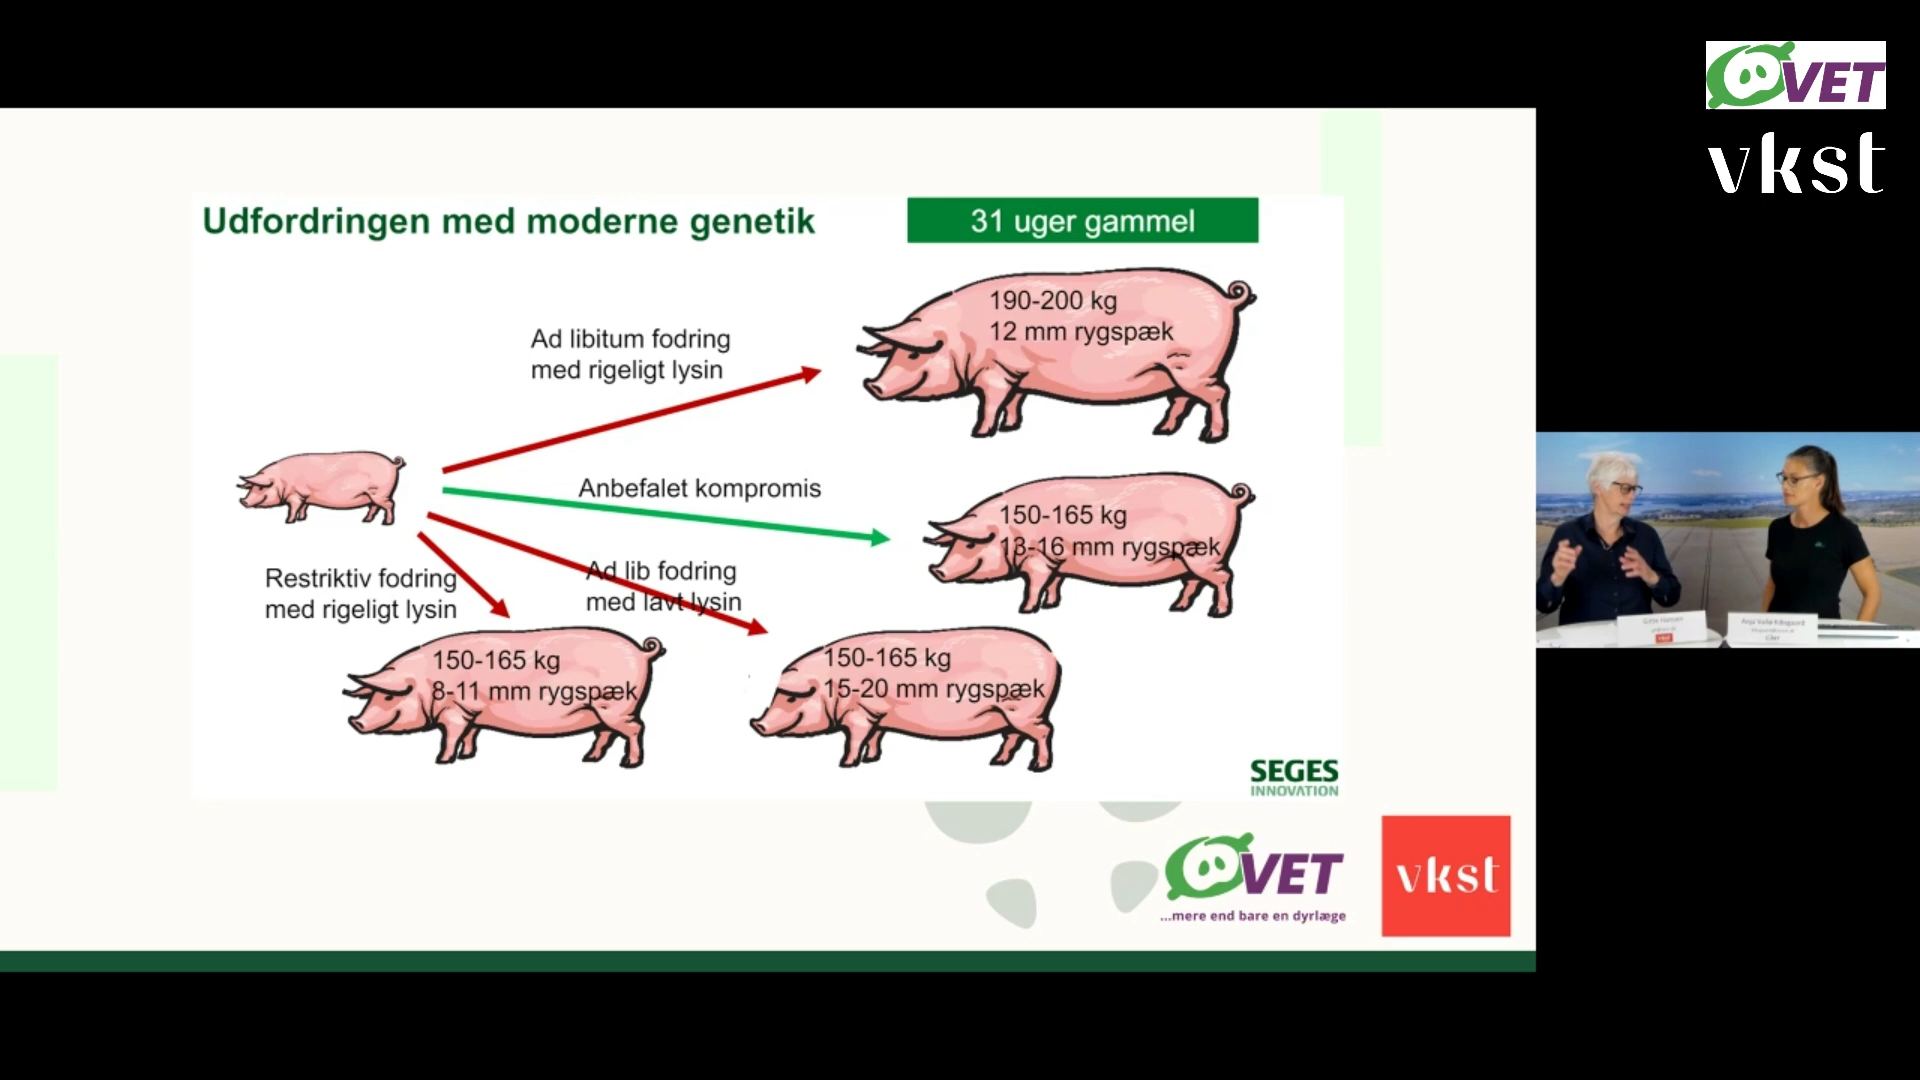 VET
vkst
Udfordringen med moderne genetik
31 uger gammel
190-200 kg
12 mm rygspæk
Ad libitum fodring
med rigeligt lysin
Anbefalet kompromis
150-165 kg
13-16 mm rygspæk
Ad lib fodring
med lavt lysin
Restriktiv fodring
med rigeligt lysin
150-165 kg
8-11 mm rygspæk
150-165 kg
15-20 mm rygspæk
SEGES
INNOVATION
VET
...mere end bare en dyrlæge
vkst
Gitte Hansen